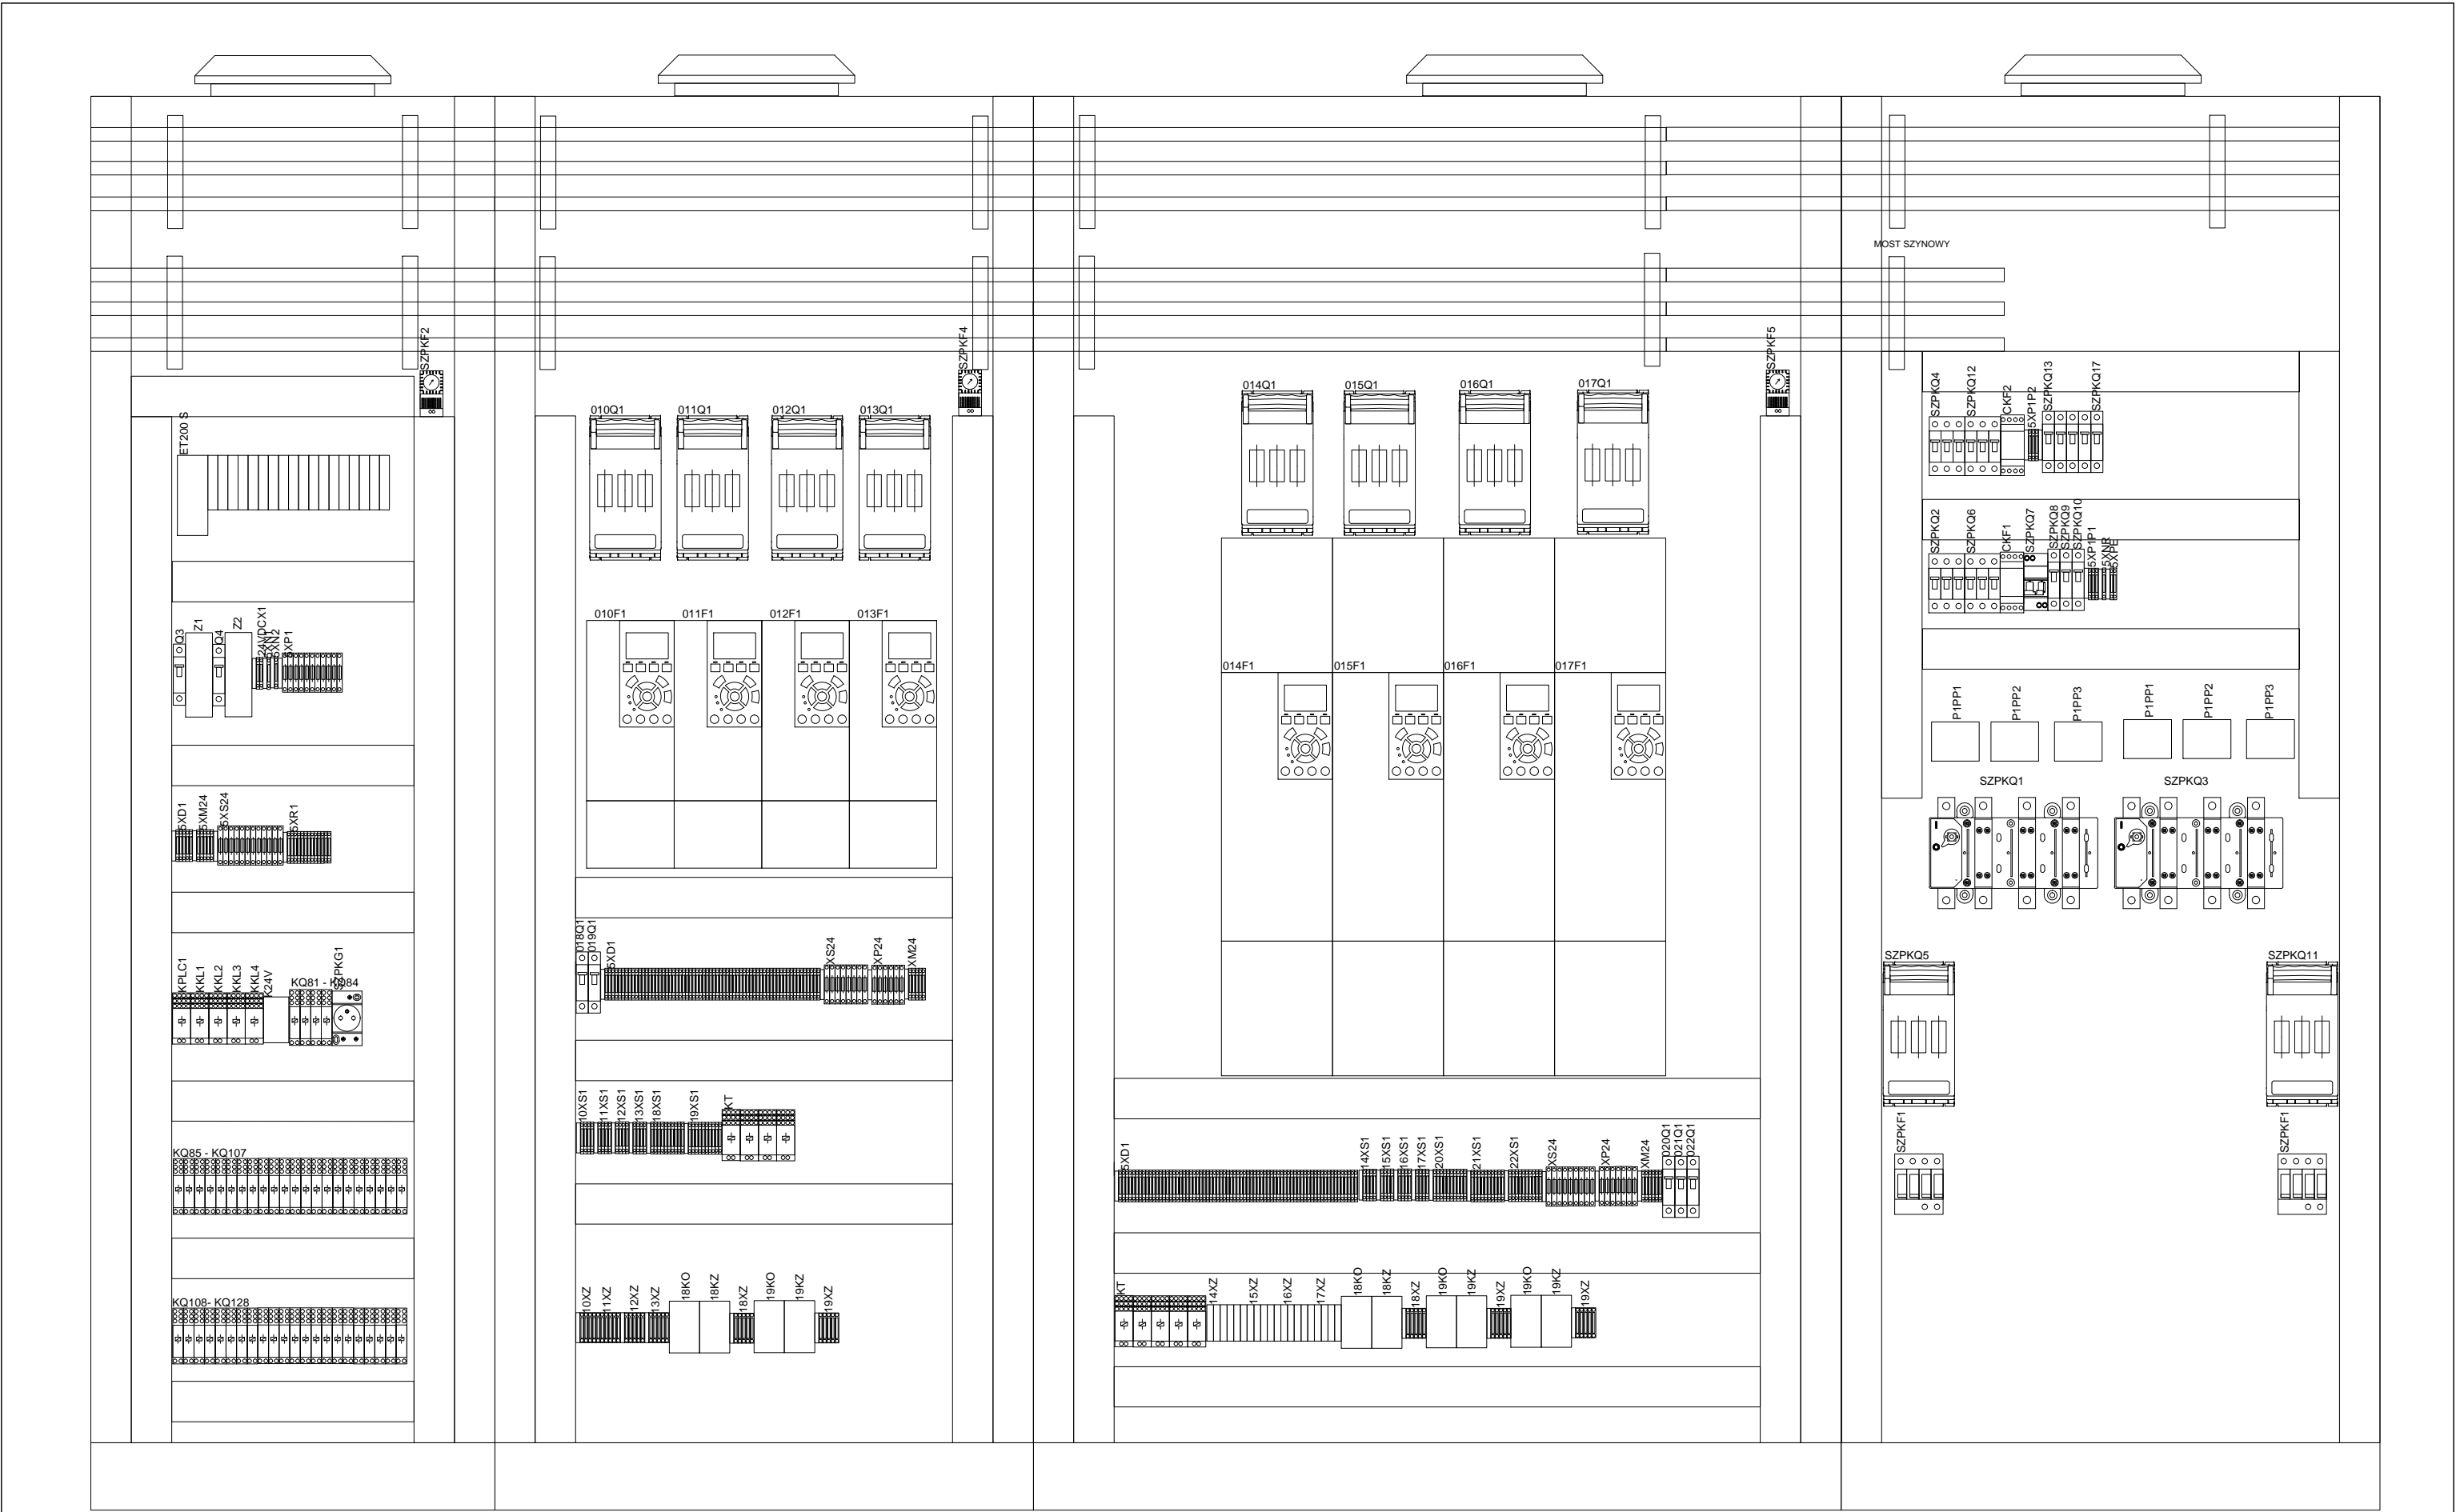 MOST SZYNOWY
SZPKF2
SZPKF4
SZPKF5
ET200 S
Q3
Z1
Q4
Z2
24VDCX1
5XN1
5XN2
5XP1
5XD1
5XM24
5XS24
5XR1
KPLC1
KKL1
KKL2
KKL3
KKL4
K24V
KQ81 - KQ84
SZPKG1
KQ85 - KQ107
KQ108- KQ128
010Q1
011Q1
012Q1
013Q1
010F1
011F1
012F1
013F1
018Q1
019Q1
5XD1
XS24
XP24
XM24
10XS1
11XS1
12XS1
13XS1
18XS1
19XS1
KT
10XZ
11XZ
12XZ
13XZ
18KO
18KZ
18XZ
19KO
19KZ
19XZ
014Q1
015Q1
016Q1
017Q1
014F1
015F1
016F1
017F1
5XD1
14XS1
15XS1
16XS1
17XS1
20XS1
21XS1
22XS1
XS24
XP24
XM24
020Q1
021Q1
022Q1
KT
14XZ
15XZ
16XZ
17XZ
18KO
18KZ
18XZ
19KO
19KZ
19XZ
19KO
19KZ
19XZ
SZPKQ4
SZPKQ12
CKF2
5XP1P2
SZPKQ13
SZPKQ17
SZPKQ2
SZPKQ6
CKF1
SZPKQ7
SZPKQ8
SZPKQ9
SZPKQ10
5XP1P1
5XNR
5XPE
P1PP1
P1PP2
P1PP3
P1PP1
P1PP2
P1PP3
SZPKQ1
SZPKQ3
SZPKQ5
SZPKQ11
SZPKF1
SZPKF1